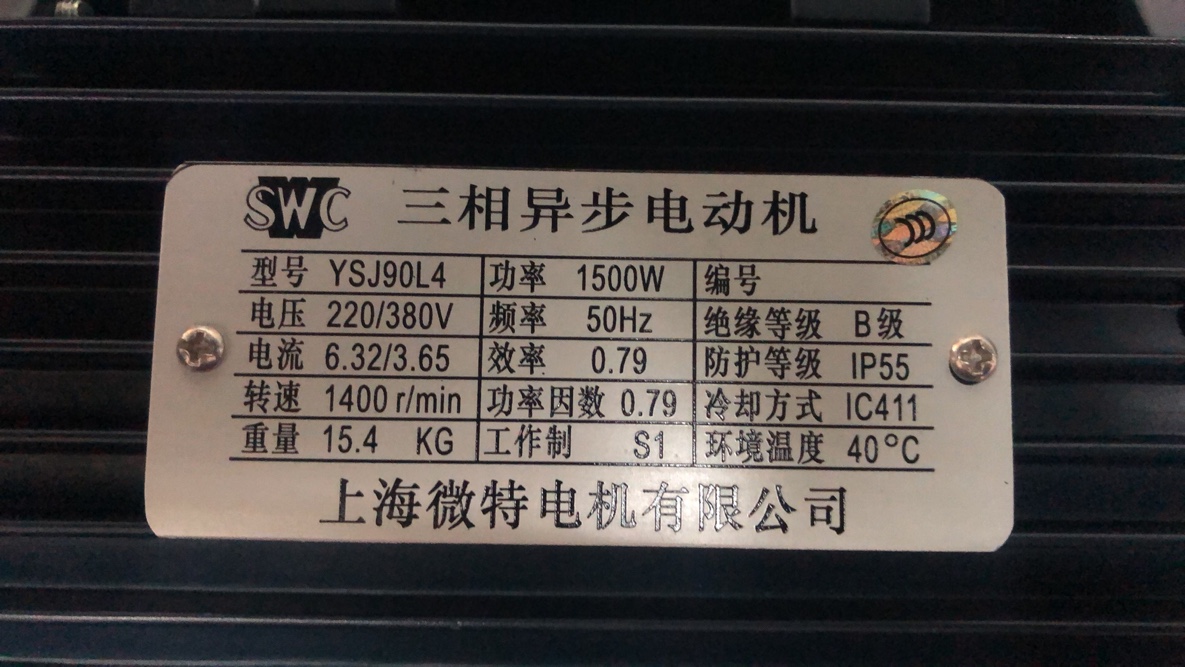 SWC 三相异步电动机
型号 YSJ90L4 功率 1500W 编号
电压 220/380V 频率 50Hz 绝缘等级 B级
电流 6.32/3.65 效率 0.79 防护等级 IP55
转速 1400 r/min 功率因数 0.79 冷却方式 IC411
重量 15.4 KG 工作制 S1 环境温度 40°C
上海微特电机有限公司